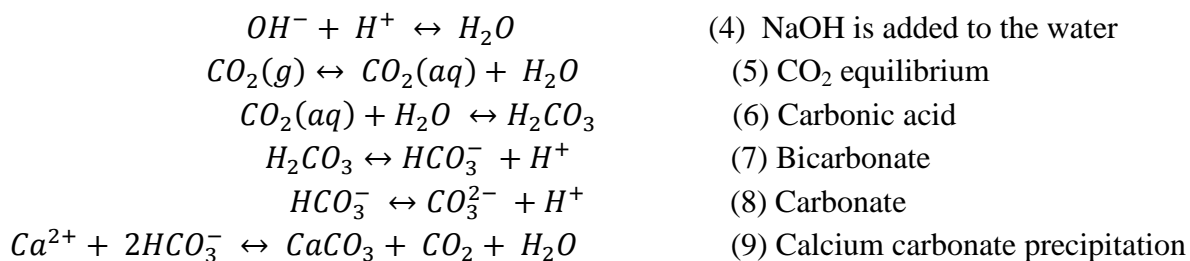 OH⁻ + H⁺ ↔ H₂O (4) NaOH is added to the water
CO₂(g) ↔ CO₂(aq) + H₂O (5) CO₂ equilibrium
CO₂(aq) + H₂O ↔ H₂CO₃ (6) Carbonic acid
H₂CO₃ ↔ HCO₃⁻ + H⁺ (7) Bicarbonate
HCO₃⁻ ↔ CO₃²⁻ + H⁺ (8) Carbonate
Ca²⁺ + 2HCO₃⁻ ↔ CaCO₃ + CO₂ + H₂O (9) Calcium carbonate precipitation